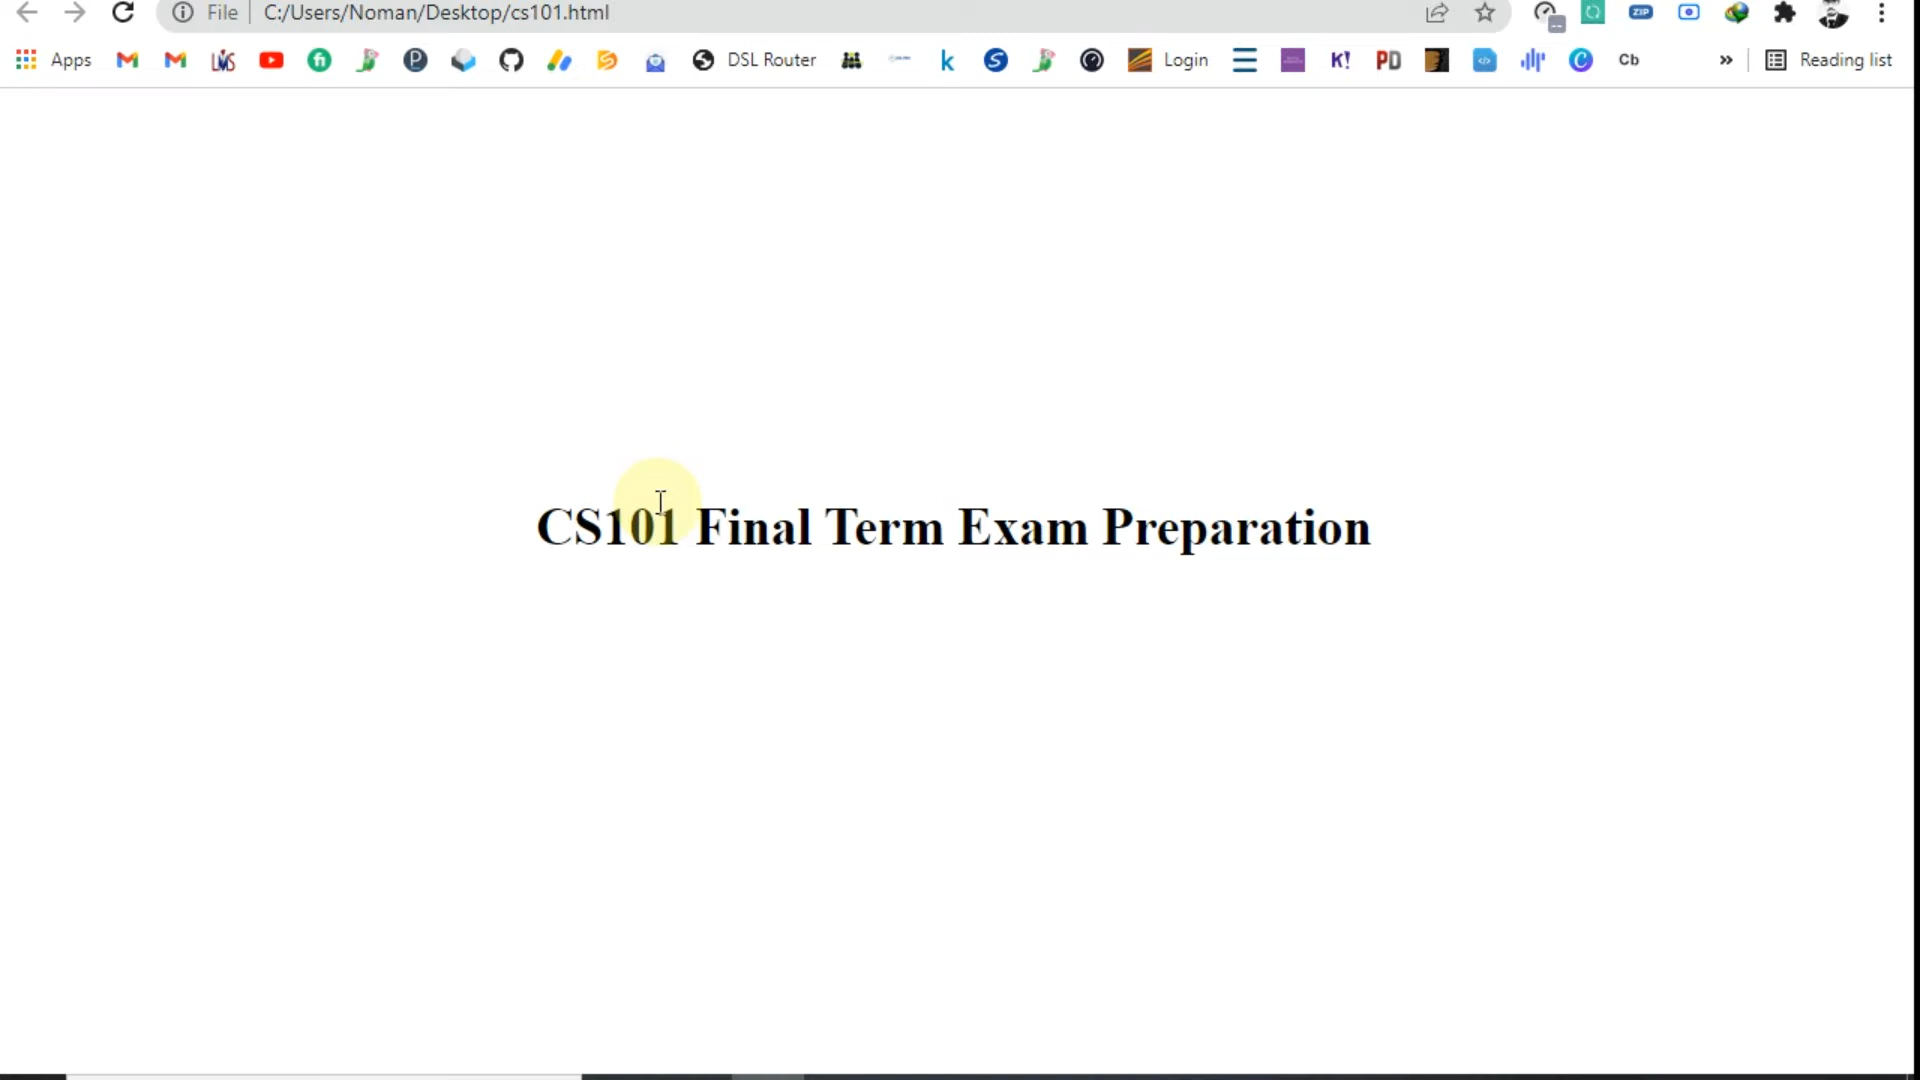 File C:/Users/Noman/Desktop/cs101.html
Apps LMS DSL Router Login K! PD Cb » Reading list
CS101 Final Term Exam Preparation